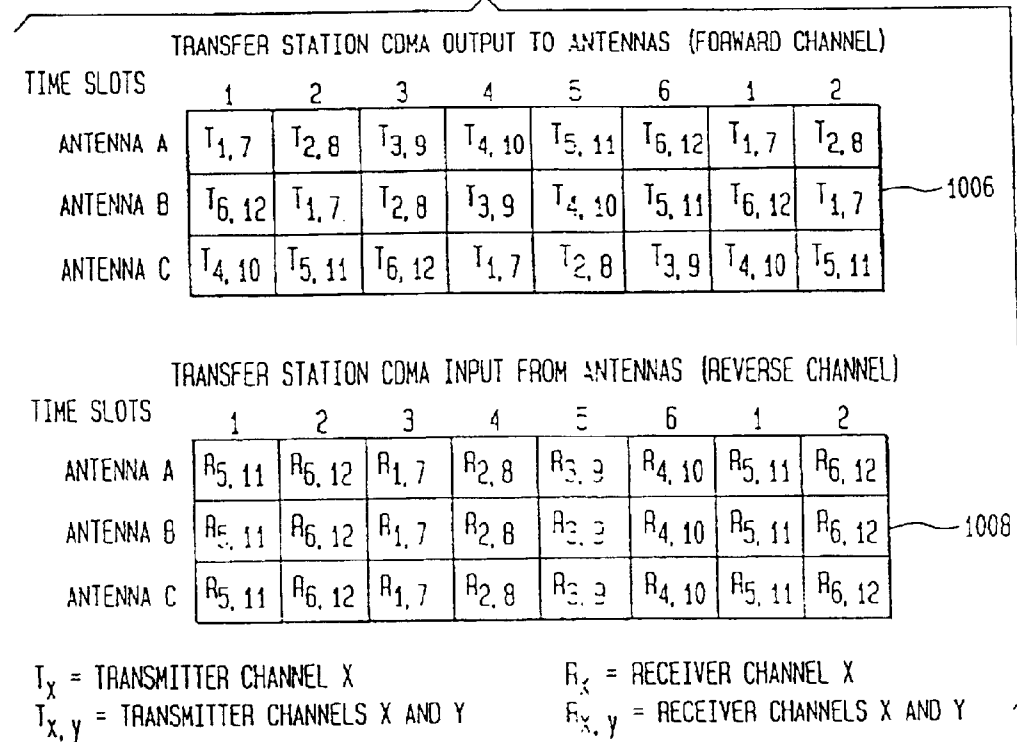 TRANSFER STATION CDMA OUTPUT TO ANTENNAS (FORWARD CHANNEL)
TIME SLOTS 1 2 3 4 5 6 1 2
ANTENNA A T1, 7 T2, 8 T3, 9 T4, 10 T5, 11 T6, 12 T1, 7 T2, 8
ANTENNA B T6, 12 T1, 7 T2, 8 T3, 9 T4, 10 T5, 11 T6, 12 T1, 7
1006
ANTENNA C T4, 10 T5, 11 T6, 12 T1, 7 T2, 8 T3, 9 T4, 10 T5, 11
TRANSFER STATION CDMA INPUT FROM ANTENNAS (REVERSE CHANNEL)
TIME SLOTS 1 2 3 4 5 6 1 2
ANTENNA A R5, 11 R6, 12 R1, 7 R2, 8 R3, 9 R4, 10 R5, 11 R6, 12
ANTENNA B R5, 11 R6, 12 R1, 7 R2, 8 R3, 9 R4, 10 R5, 11 R6, 12
1008
ANTENNA C R5, 11 R6, 12 R1, 7 R2, 8 R3, 9 R4, 10 R5, 11 R6, 12
TX = TRANSMITTER CHANNEL X
RX = RECEIVER CHANNEL X
TX, Y = TRANSMITTER CHANNELS X AND Y
RX, Y = RECEIVER CHANNELS X AND Y